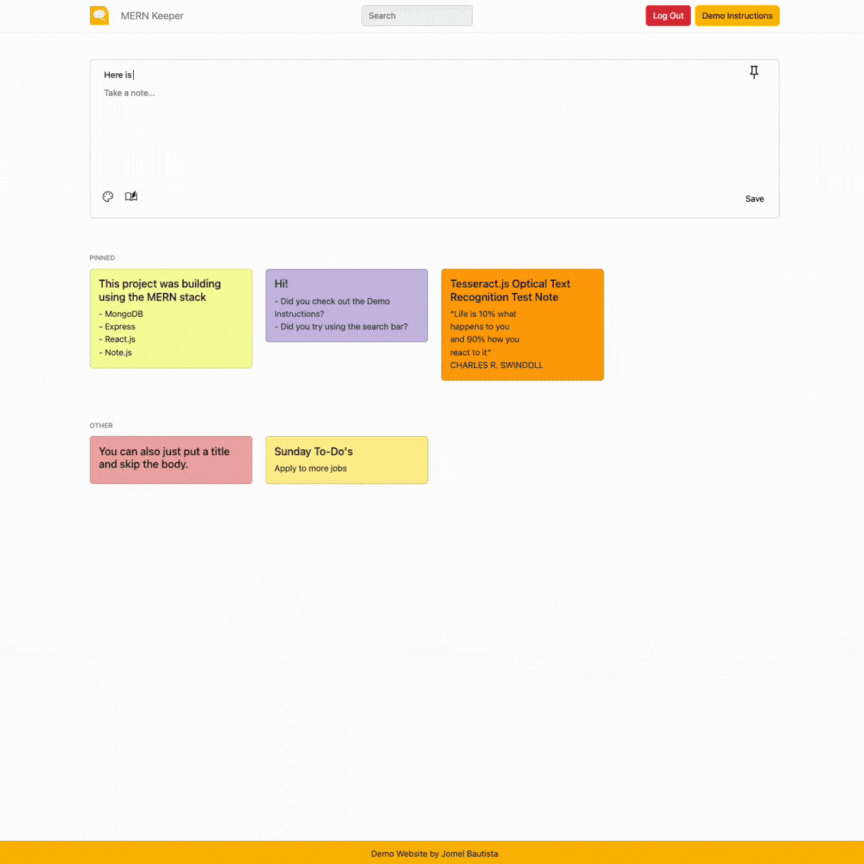 MERN Keeper
Search
Log Out
Demo Instructions
Here is
Take a note...
Save
PINNED
This project was building
using the MERN stack
- MongoDB
- Express
- React.js
- Note.js
Hi!
- Did you check out the Demo
Instructions?
- Did you try using the search bar?
Tesseract.js Optical Text
Recognition Test Note
"Life is 10% what
happens to you
and 90% how you
react to it"
CHARLES R. SWINDOLL
OTHER
You can also just put a title
and skip the body.
Sunday To-Do's
Apply to more jobs
Demo Website by Jomel Bautista